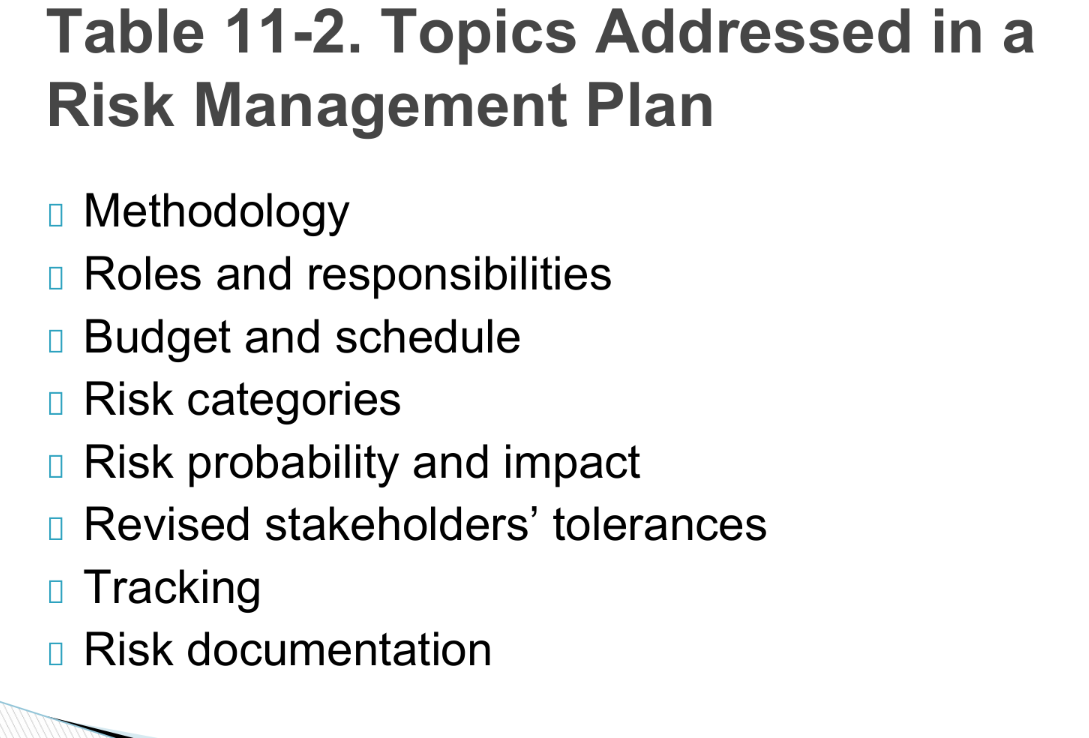 Table 11-2. Topics Addressed in a
Risk Management Plan
Methodology
Roles and responsibilities
Budget and schedule
Risk categories
Risk probability and impact
Revised stakeholders’ tolerances
Tracking
Risk documentation